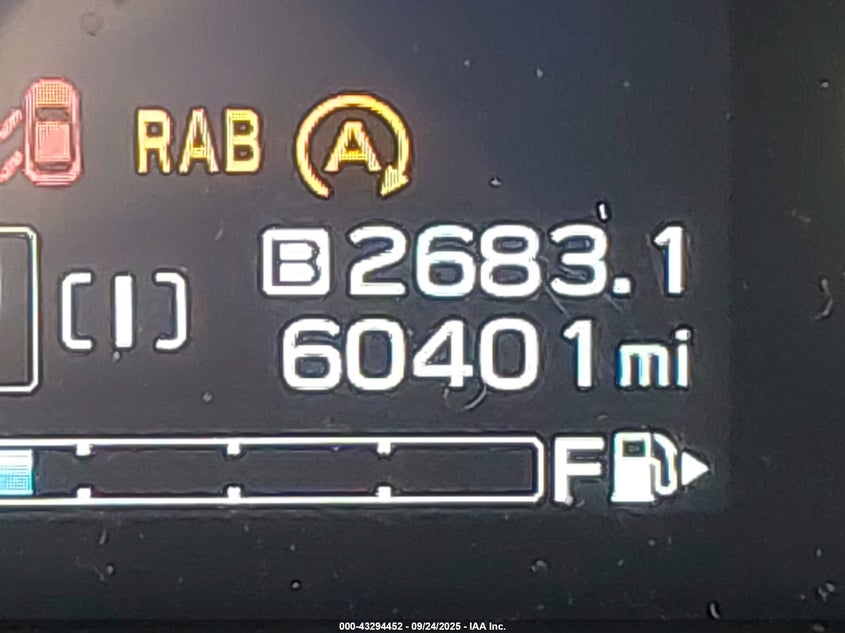 RAB A
B 2683.1
60401 mi
F
000-43294452 - 09/24/2025 - IAA Inc.